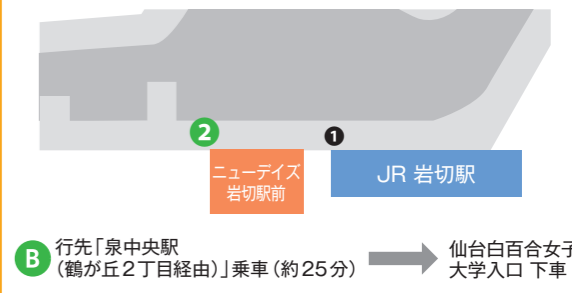 2
1
ニューデイズ
岩切駅前
JR 岩切駅
B
行先「泉中央駅
(鶴が丘2丁目経由)」乗車(約25分)
仙台白百合女子
大学入口 下車